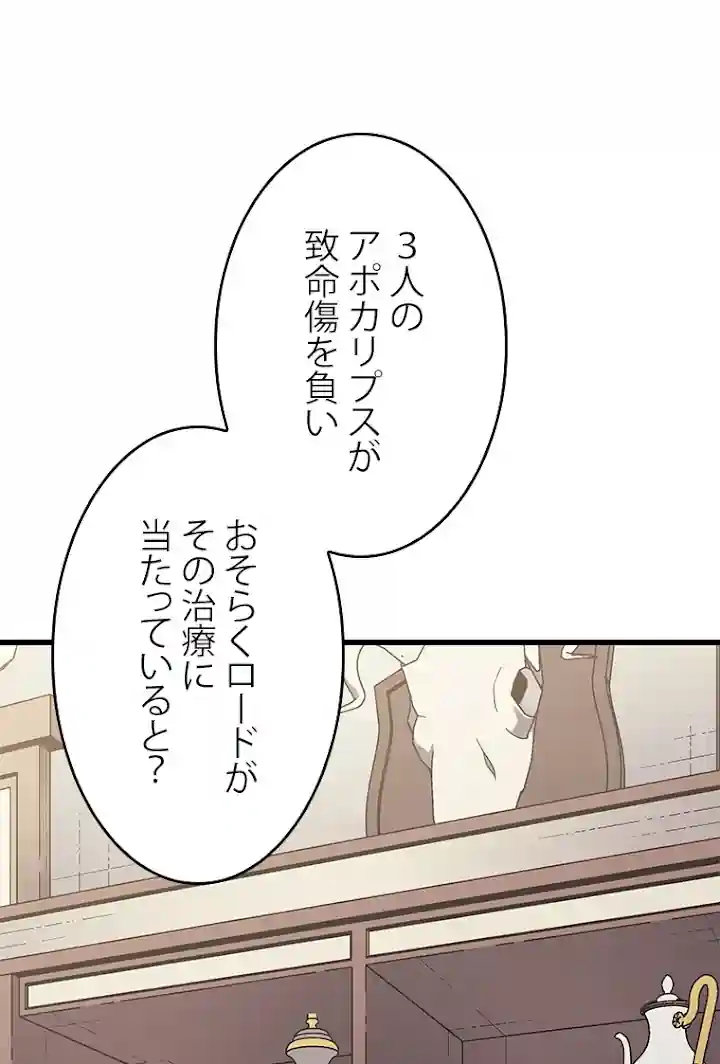 ３人の
アポカリプスが
致命傷を負い
おそらくロードが
その治療に
当たっていると？